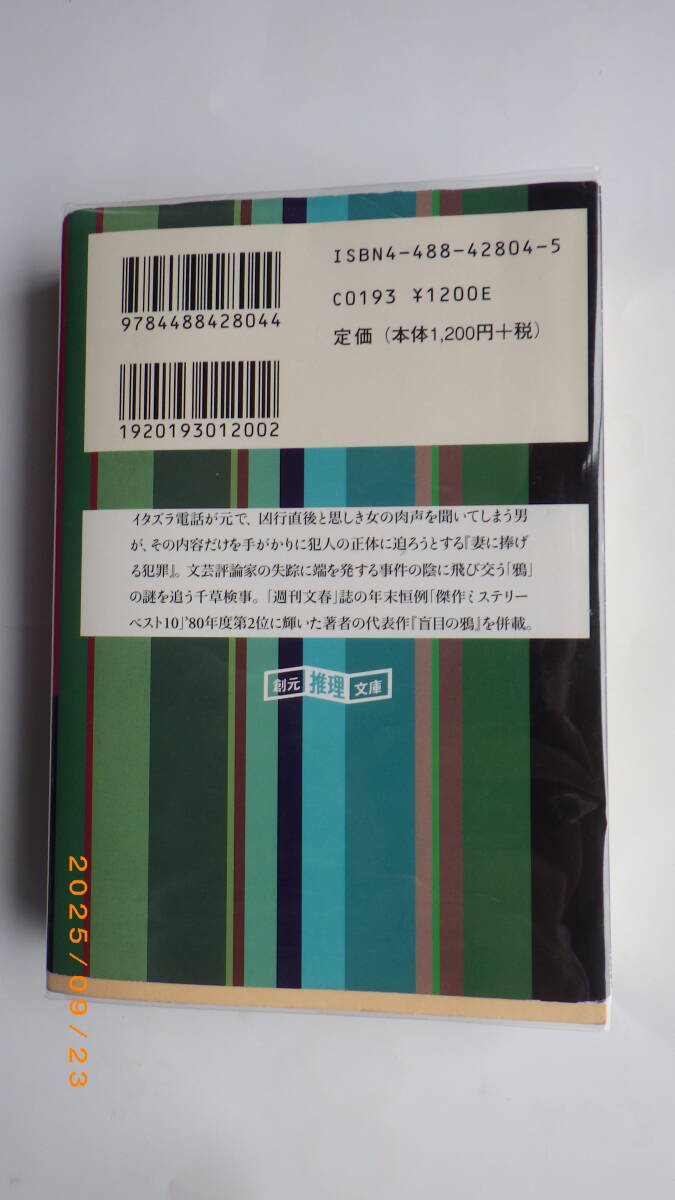 ISBN4-488-42804-5
9784488428044
C0193 ¥1200E
定価（本体1,200円+税）
1920193012002
イタズラ電話が元で、凶行直後と思しき女の肉声を聞いてしまう男
が、その内容だけを手がかりに犯人の正体に迫ろうとする『妻に捧げ
る犯罪』。文芸評論家の失踪に端を発する事件の陰に飛び交う「鴉」
の謎を追う千草検事。「週刊文春」誌の年末恒例「傑作ミステリー
ベスト10」'80年度第2位に輝いた著者の代表作『盲目の鴉』を併載。
創元 推理 文庫
2025/09/23